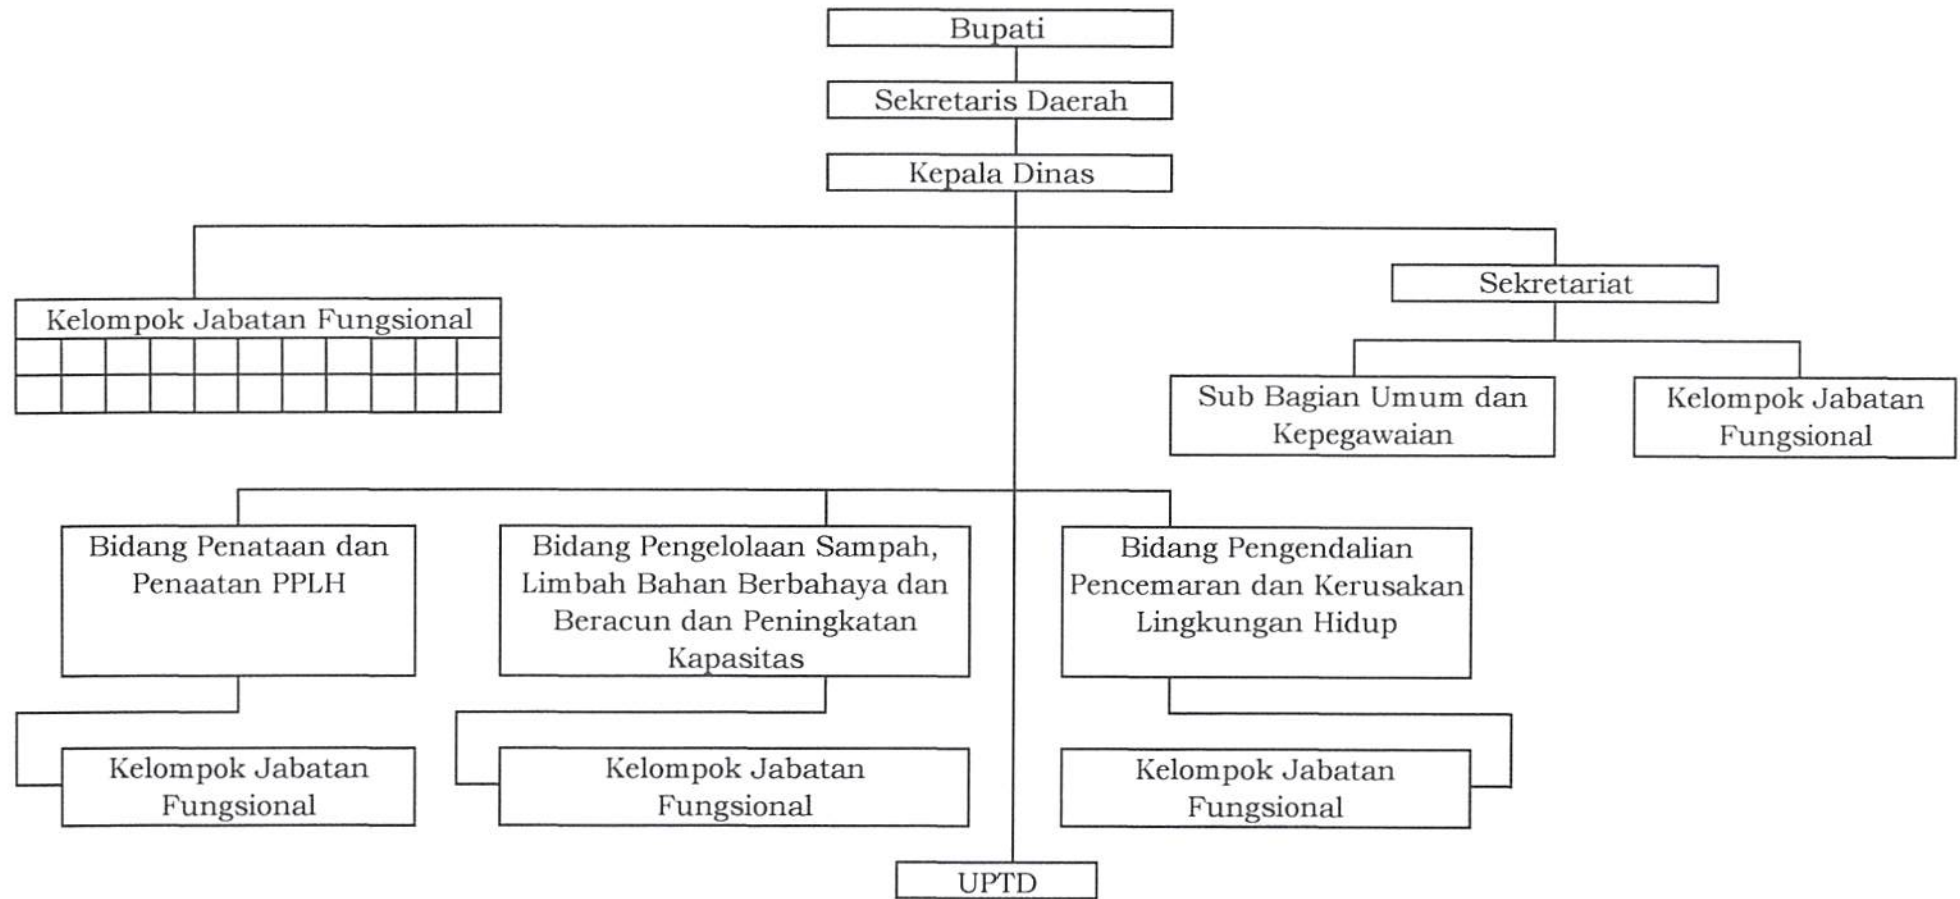 Bupati
Sekretaris Daerah
Kepala Dinas
Sekretariat
Kelompok Jabatan Fungsional
Sub Bagian Umum dan
Kepegawaian
Kelompok Jabatan
Fungsional
Bidang Penataan dan
Penaatan PPLH
Bidang Pengelolaan Sampah,
Limbah Bahan Berbahaya dan
Beracun dan Peningkatan
Kapasitas
Bidang Pengendalian
Pencemaran dan Kerusakan
Lingkungan Hidup
Kelompok Jabatan
Fungsional
Kelompok Jabatan
Fungsional
Kelompok Jabatan
Fungsional
UPTD